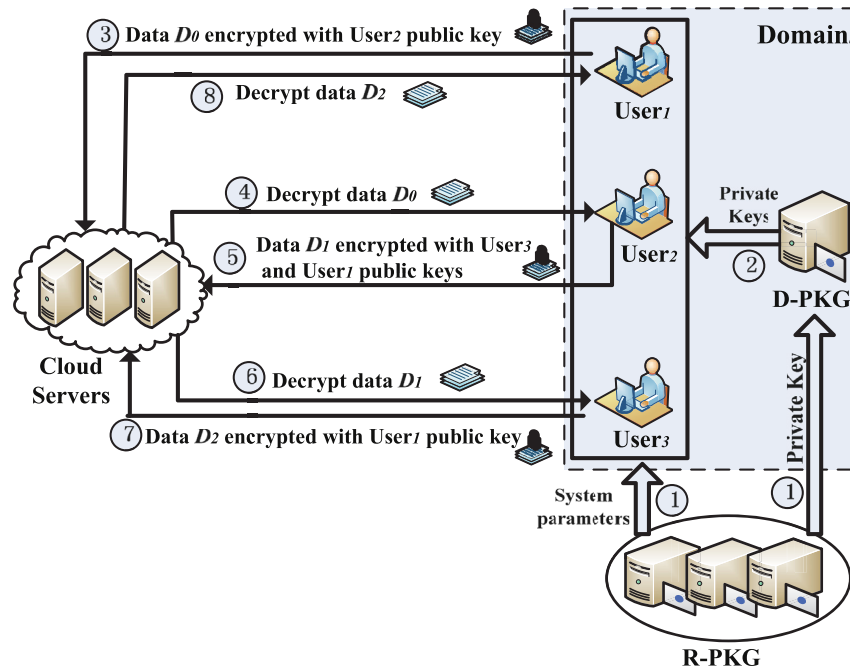 3 Data D0 encrypted with User2 public key
Domain.
8 Decrypt data D2
User1
4 Decrypt data D0
Private
Keys
5 Data D1 encrypted with User3
and User1 public keys
User2
2
D-PKG
Cloud
Servers
6 Decrypt data D1
7 Data D2 encrypted with User1 public key
User3
Private Key
System
parameters
1
1
R-PKG